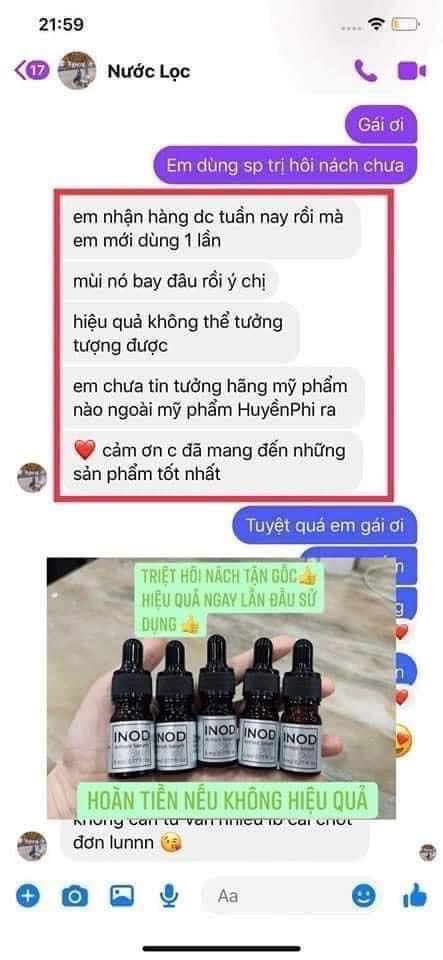 21:59
17
Nước Lọc
Gái ơi
Em dùng sp trị hôi nách chưa
em nhận hàng dc tuần nay rồi mà
em mới dùng 1 lần
mùi nó bay đâu rồi ý chị
hiệu quả không thể tưởng
tượng được
em chưa tin tưởng hãng mỹ phẩm
nào ngoài mỹ phẩm HuyềnPhi ra
❤️ cảm ơn c đã mang đến những
sản phẩm tốt nhất
Tuyệt quá em gái ơi
TRIỆT HÔI NÁCH TẬN GỐC👍
HIỆU QUẢ NGAY LẦN ĐẦU SỬ
DỤNG 👍
INOD INOD INOD INOD INOD
HOÀN TIỀN NẾU KHÔNG HIỆU QUẢ
không cần tư vấn nhiều ib cái chốt
đơn lunnn 😘
Aa